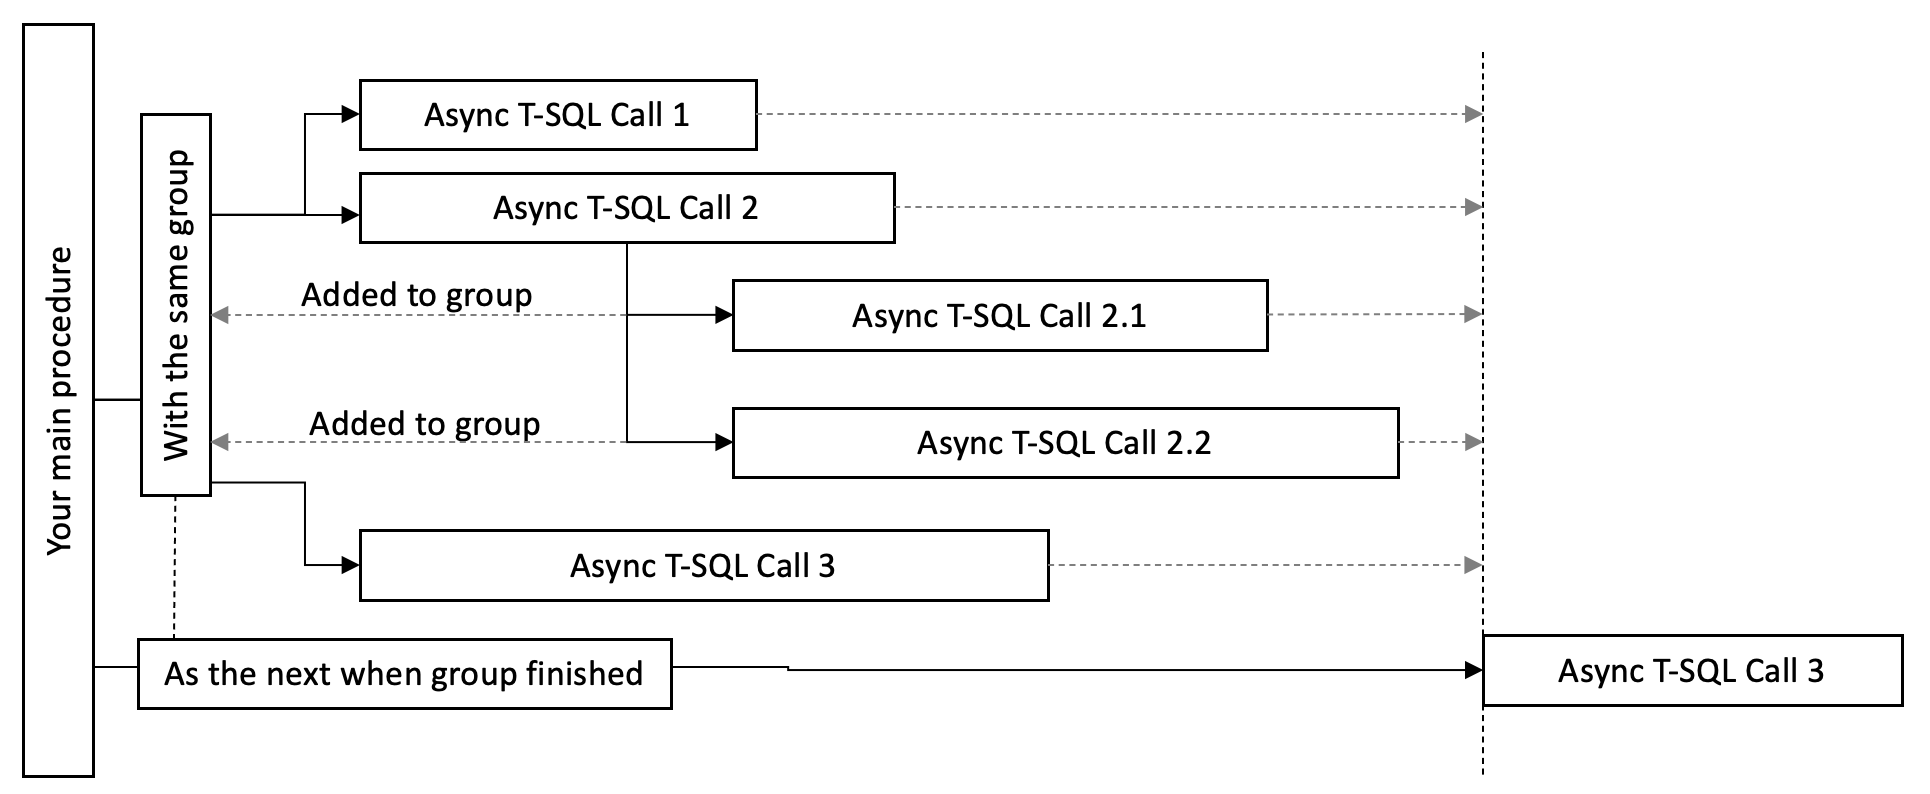 Your main procedure
With the same group
Async T-SQL Call 1
Async T-SQL Call 2
Added to group
Async T-SQL Call 2.1
Added to group
Async T-SQL Call 2.2
Async T-SQL Call 3
As the next when group finished
Async T-SQL Call 3